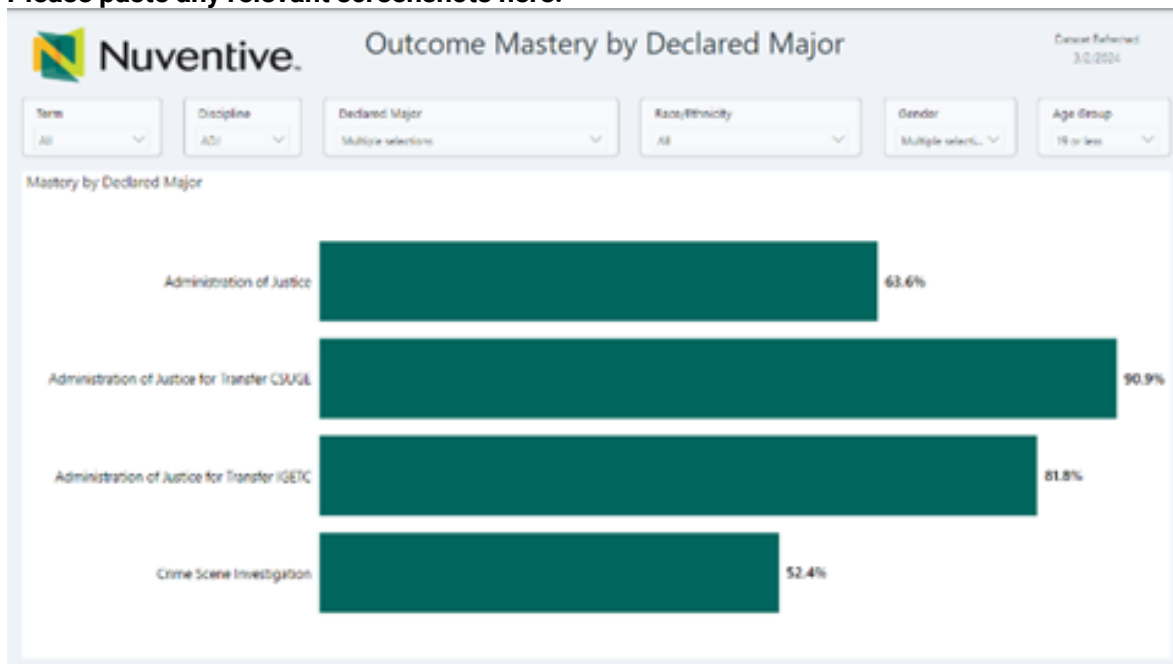 Please paste any relevant screenshots here.
Nuventive.
Outcome Mastery by Declared Major
Dataset Refreshed
Term
Discipline
Declared Major
Race/Ethnicity
Gender
Age Group
All
ADJ
Multiple selections
All
Multiple selecti...
19 or less
Mastery by Declared Major
Administration of Justice
63.6%
Administration of Justice for Transfer CSUGE
90.9%
Administration of Justice for Transfer IGETC
81.8%
Crime Scene Investigation
52.4%